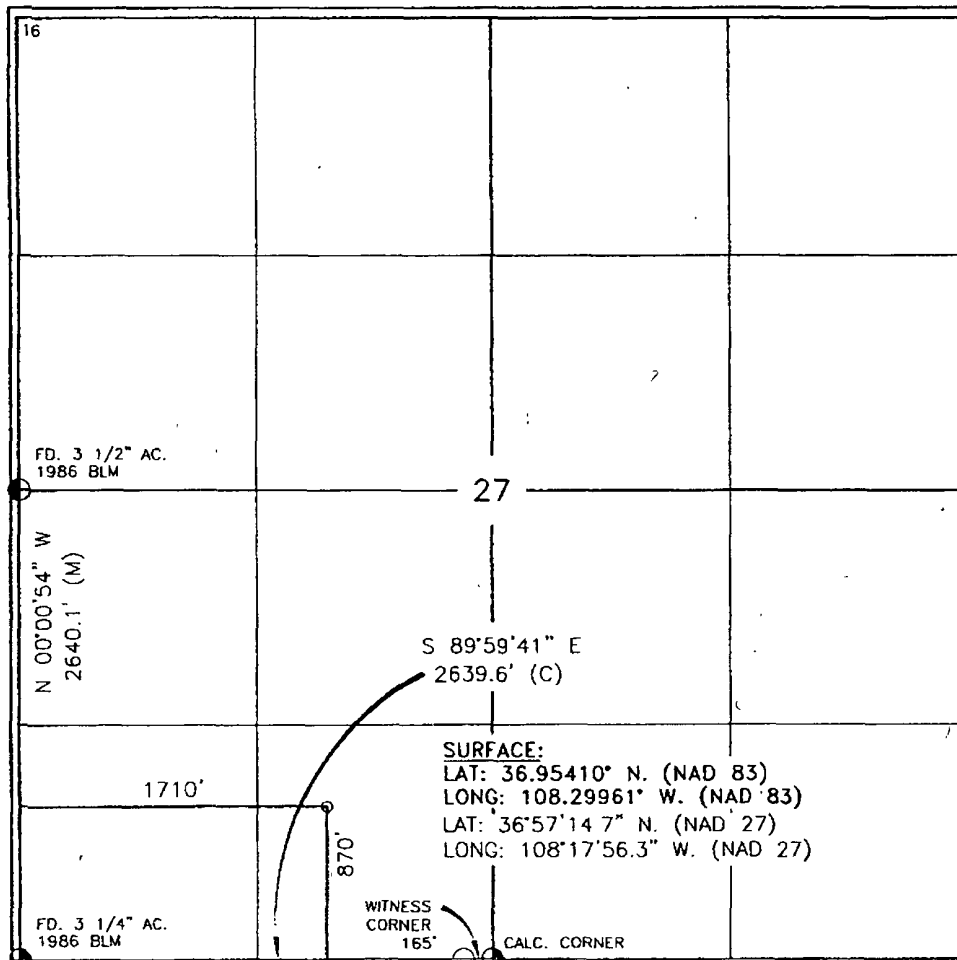 16
FD. 3 1/2" AC.
1986 BLM
27
N 00°00'54" W
2640.1' (M)
S 89°59'41" E
2639.6' (C)
SURFACE:
LAT: 36.95410° N. (NAD 83)
LONG: 108.29961° W. (NAD 83)
LAT: 36°57'14 7" N. (NAD 27)
LONG: 108°17'56.3" W. (NAD 27)
1710'
870'
WITNESS
CORNER
165'
FD. 3 1/4" AC.
1986 BLM
CALC. CORNER